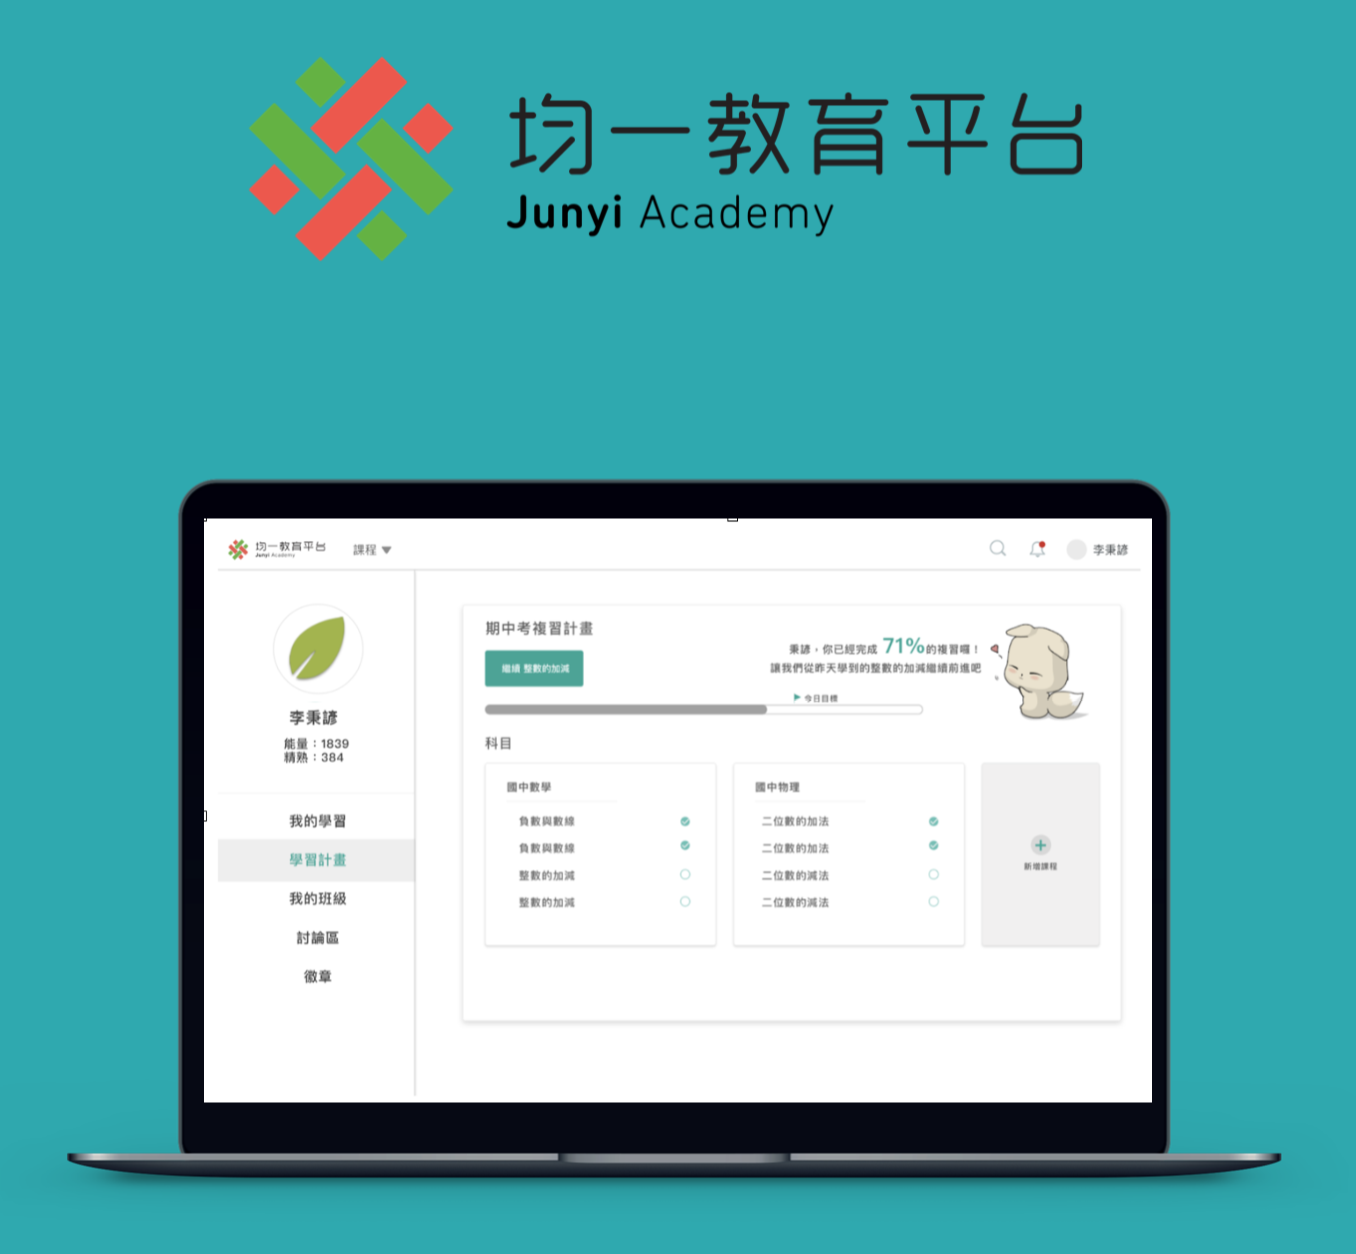 均一教育平台
Junyi Academy
均一教育平台
Junyi Academy
課程
李秉諺
李秉諺
能量：1839
精熟：384
我的學習
學習計畫
我的班級
討論區
徽章
期中考複習計畫
繼續 整數的加減
秉諺，你已經完成 71%的複習囉！
讓我們從昨天學到的整數的加減繼續前進吧
今日目標
科目
國中數學
負數與數線
負數與數線
整數的加減
整數的加減
國中物理
二位數的加法
二位數的加法
二位數的減法
二位數的減法
新增課程